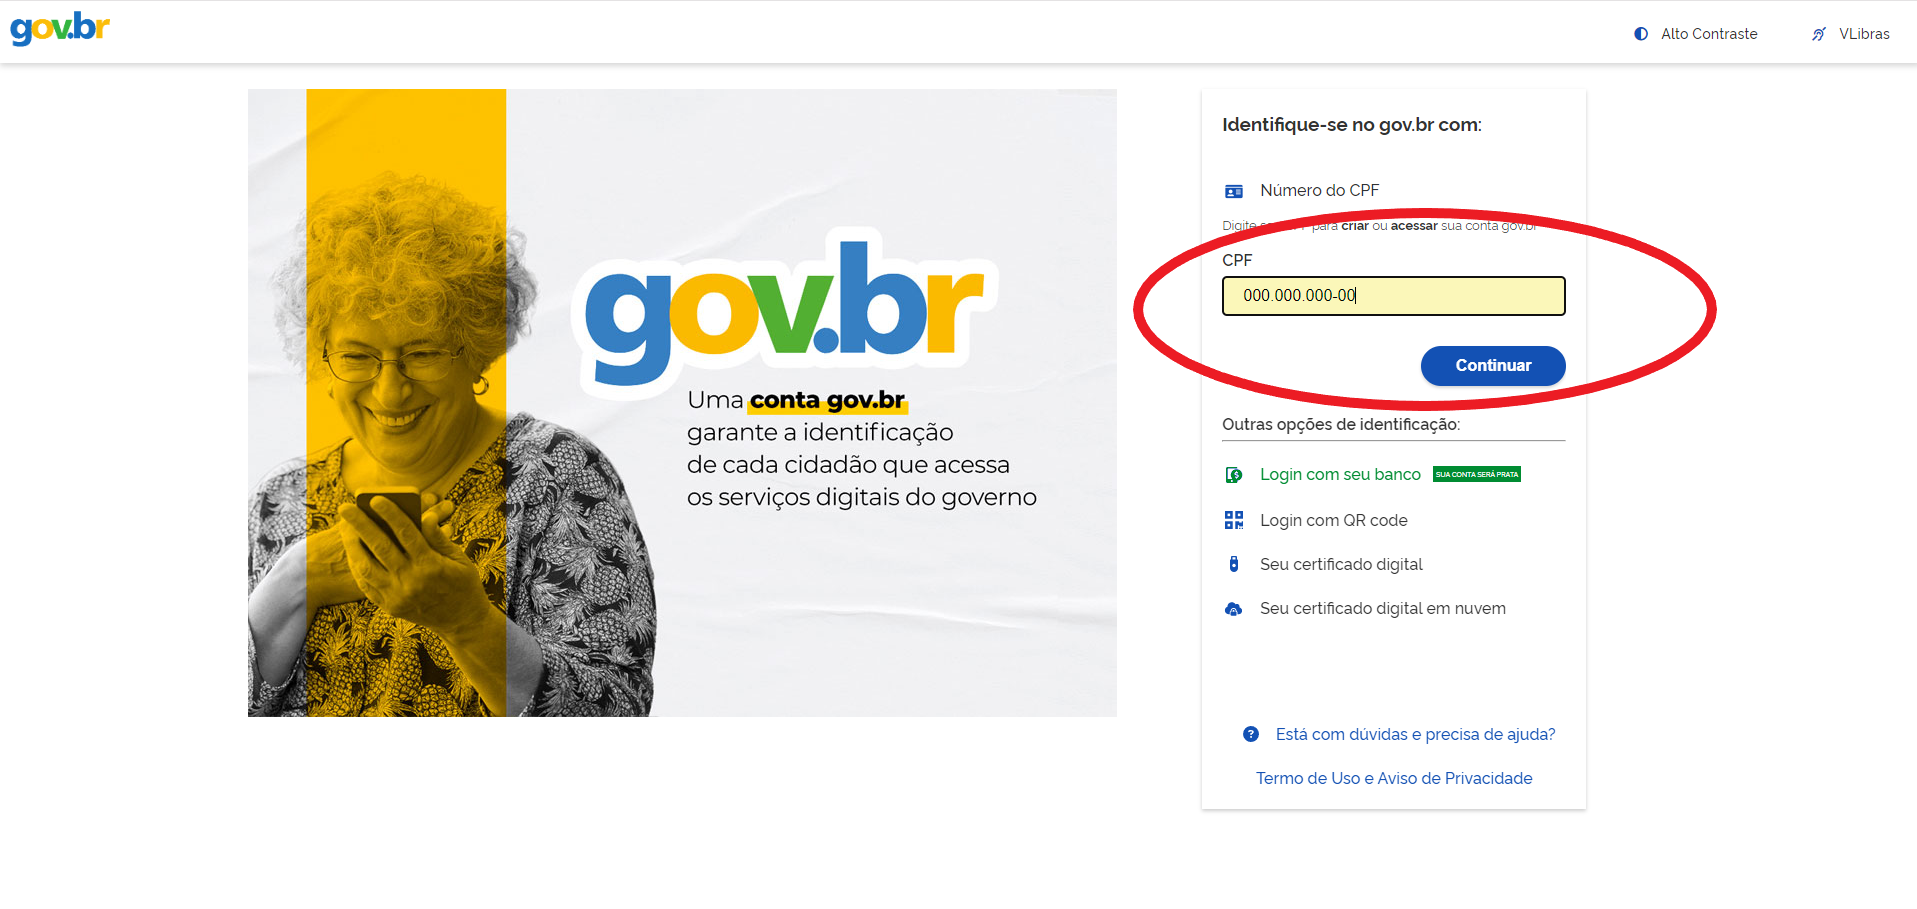 gov.br
Alto Contraste
VLibras
gov.br
Uma conta gov.br
garante a identificação
de cada cidadão que acessa
os serviços digitais do governo
Identifique-se no gov.br com:
Número do CPF
Digite para criar ou acessar sua conta gov.br
CPF
000.000.000-00
Continuar
Outras opções de identificação:
Login com seu banco SUA CONTA SERÁ PRATA
Login com QR code
Seu certificado digital
Seu certificado digital em nuvem
Está com dúvidas e precisa de ajuda?
Termo de Uso e Aviso de Privacidade